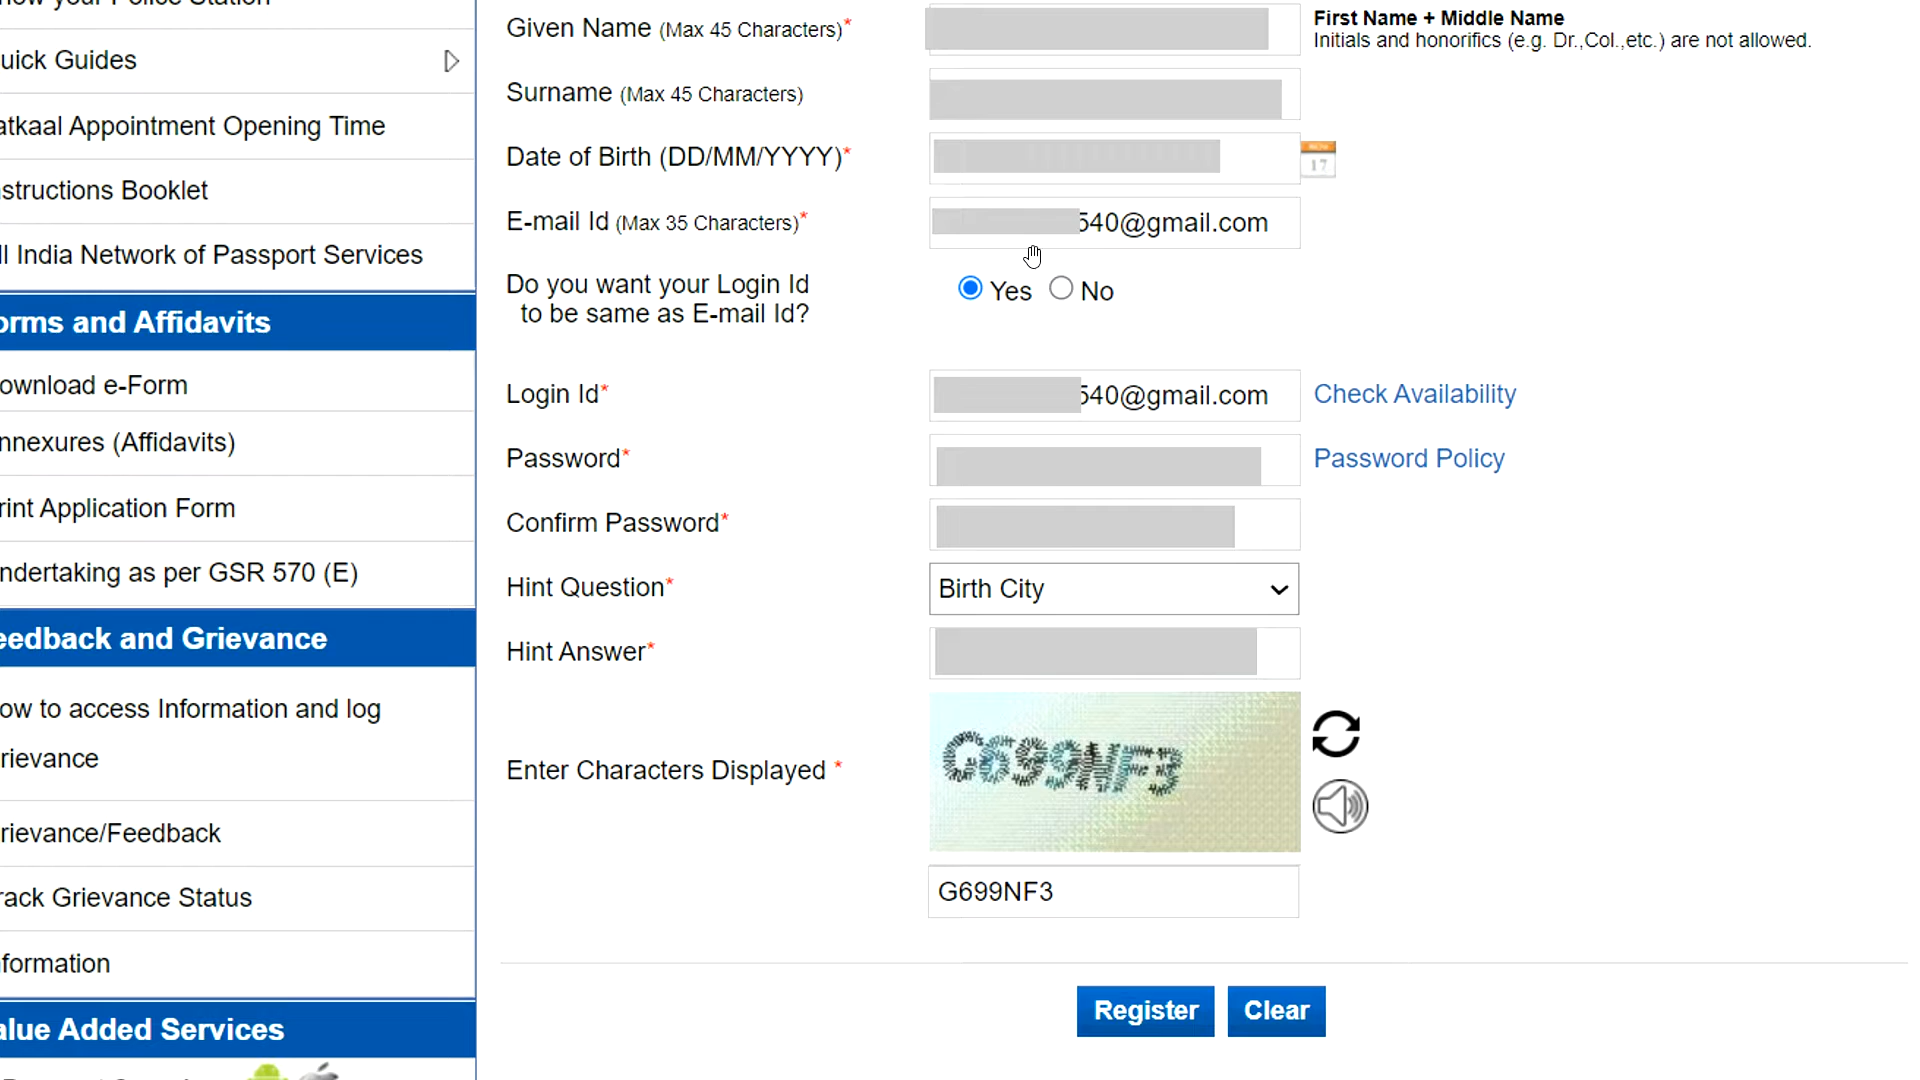 now your Police Station
uick Guides
atkaal Appointment Opening Time
structions Booklet
ll India Network of Passport Services
orms and Affidavits
ownload e-Form
nnexures (Affidavits)
rint Application Form
ndertaking as per GSR 570 (E)
eedback and Grievance
ow to access Information and log
rievance
rievance/Feedback
rack Grievance Status
formation
alue Added Services
Given Name (Max 45 Characters)*
First Name + Middle Name
Initials and honorifics (e.g. Dr.,Col.,etc.) are not allowed.
Surname (Max 45 Characters)
Date of Birth (DD/MM/YYYY)*
17
E-mail Id (Max 35 Characters)*
540@gmail.com
Do you want your Login Id
to be same as E-mail Id?
Yes No
Login Id*
540@gmail.com
Check Availability
Password*
Password Policy
Confirm Password*
Hint Question*
Birth City
Hint Answer*
Enter Characters Displayed *
G699NF3
G699NF3
Register Clear